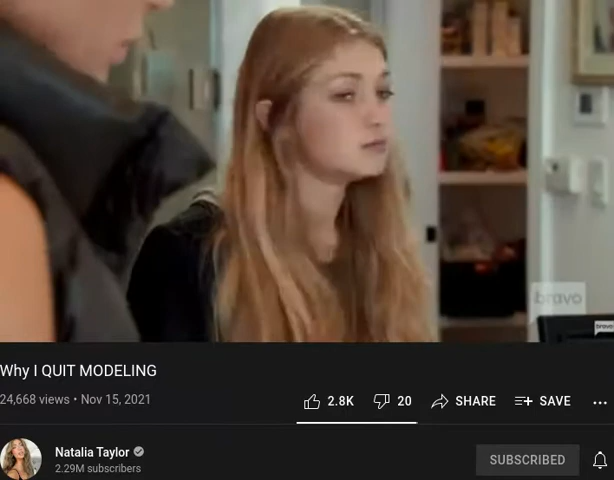 bravo
bravo
Why I QUIT MODELING
24,668 views • Nov 15, 2021
2.8K
20
SHARE
SAVE
Natalia Taylor
2.29M subscribers
SUBSCRIBED